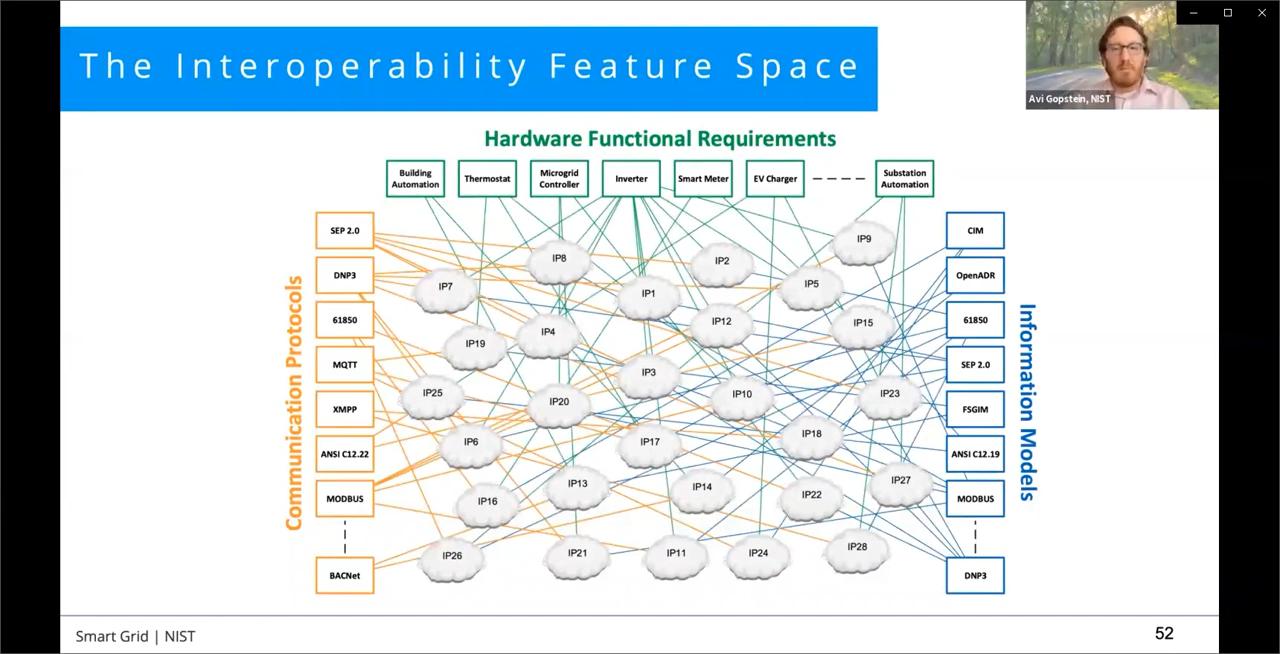 The Interoperability Feature Space
Avi Gopstein, NIST
Hardware Functional Requirements
Building
Automation
Thermostat
Microgrid
Controller
Inverter
Smart Meter
EV Charger
Substation
Automation
Communication Protocols
SEP 2.0
DNP3
61850
MQTT
XMPP
ANSI C12.22
MODBUS
BACNet
IP9
IP8
IP2
IP7
IP1
IP5
IP12
IP15
IP4
IP19
IP3
IP25
IP20
IP10
IP23
IP6
IP17
IP18
IP16
IP13
IP14
IP22
IP27
IP26
IP21
IP11
IP24
IP28
CIM
OpenADR
61850
SEP 2.0
FSGIM
ANSI C12.19
MODBUS
DNP3
Information Models
Smart Grid | NIST
52